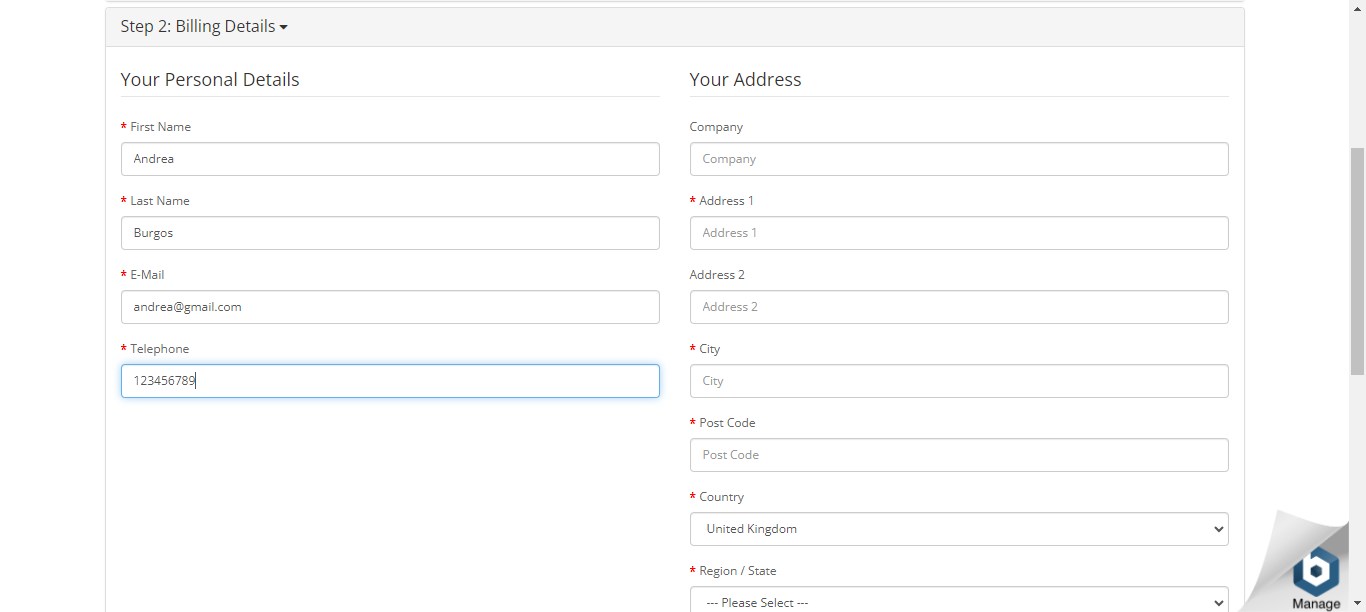 Step 2: Billing Details
Your Personal Details
* First Name
Andrea
* Last Name
Burgos
* E-Mail
andrea@gmail.com
* Telephone
123456789
Your Address
Company
Company
* Address 1
Address 1
Address 2
Address 2
* City
City
* Post Code
Post Code
* Country
United Kingdom
* Region / State
--- Please Select ---
b
Manage